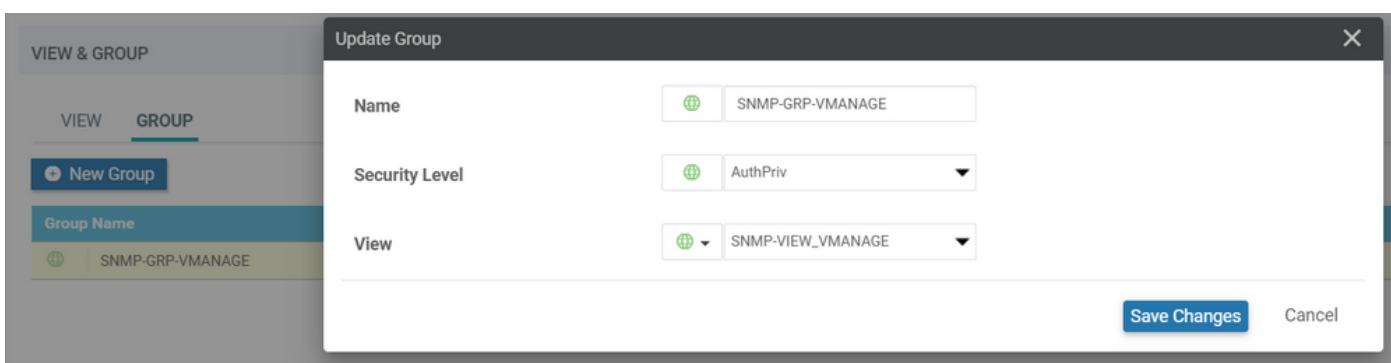 VIEW & GROUP
VIEW GROUP
New Group
Group Name
SNMP-GRP-VMANAGE
Update Group
Name SNMP-GRP-VMANAGE
Security Level AuthPriv
View SNMP-VIEW_VMANAGE
Save Changes Cancel